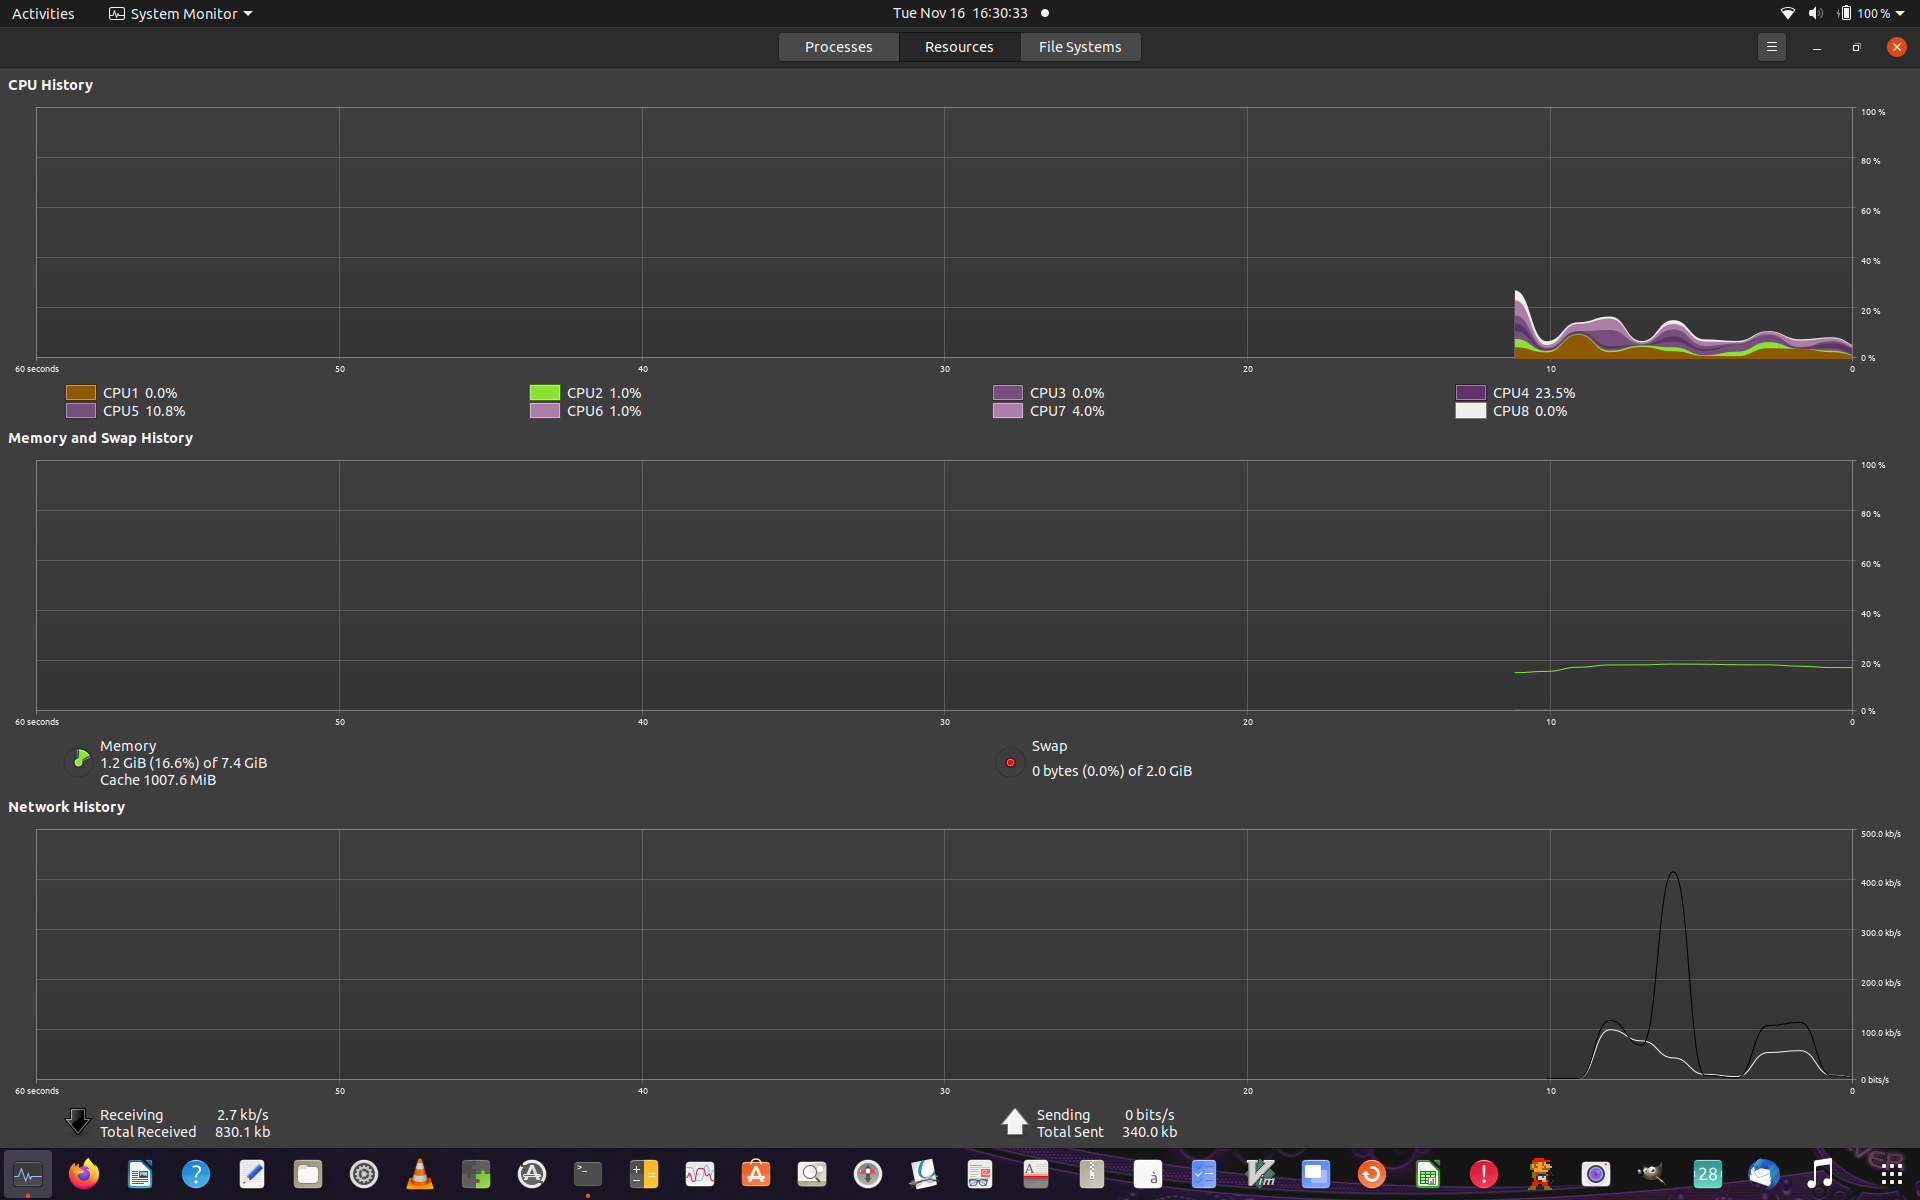 Activities System Monitor Tue Nov 16 16:30:33 100 %
Processes Resources File Systems
CPU History
100 %
80 %
60 %
40 %
20 %
0 %
60 seconds 50 40 30 20 10 0
CPU1 0.0% CPU2 1.0% CPU3 0.0% CPU4 23.5%
CPU5 10.8% CPU6 1.0% CPU7 4.0% CPU8 0.0%
Memory and Swap History
100 %
80 %
60 %
40 %
20 %
0 %
60 seconds 50 40 30 20 10 0
Memory
1.2 GiB (16.6%) of 7.4 GiB
Cache 1007.6 MiB
Swap
0 bytes (0.0%) of 2.0 GiB
Network History
500.0 kb/s
400.0 kb/s
300.0 kb/s
200.0 kb/s
100.0 kb/s
0 bits/s
60 seconds 50 40 30 20 10 0
Receiving 2.7 kb/s
Total Received 830.1 kb
Sending 0 bits/s
Total Sent 340.0 kb
? >_ A à Vim ! 28